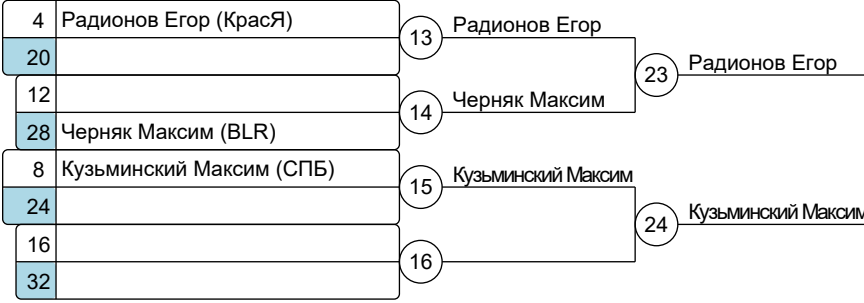 4 Радионов Егор (КрасЯ)
20
12
28 Черняк Максим (BLR)
8 Кузьминский Максим (СПБ)
24
16
32
13 Радионов Егор
14 Черняк Максим
15 Кузьминский Максим
16
23 Радионов Егор
24 Кузьминский Максим